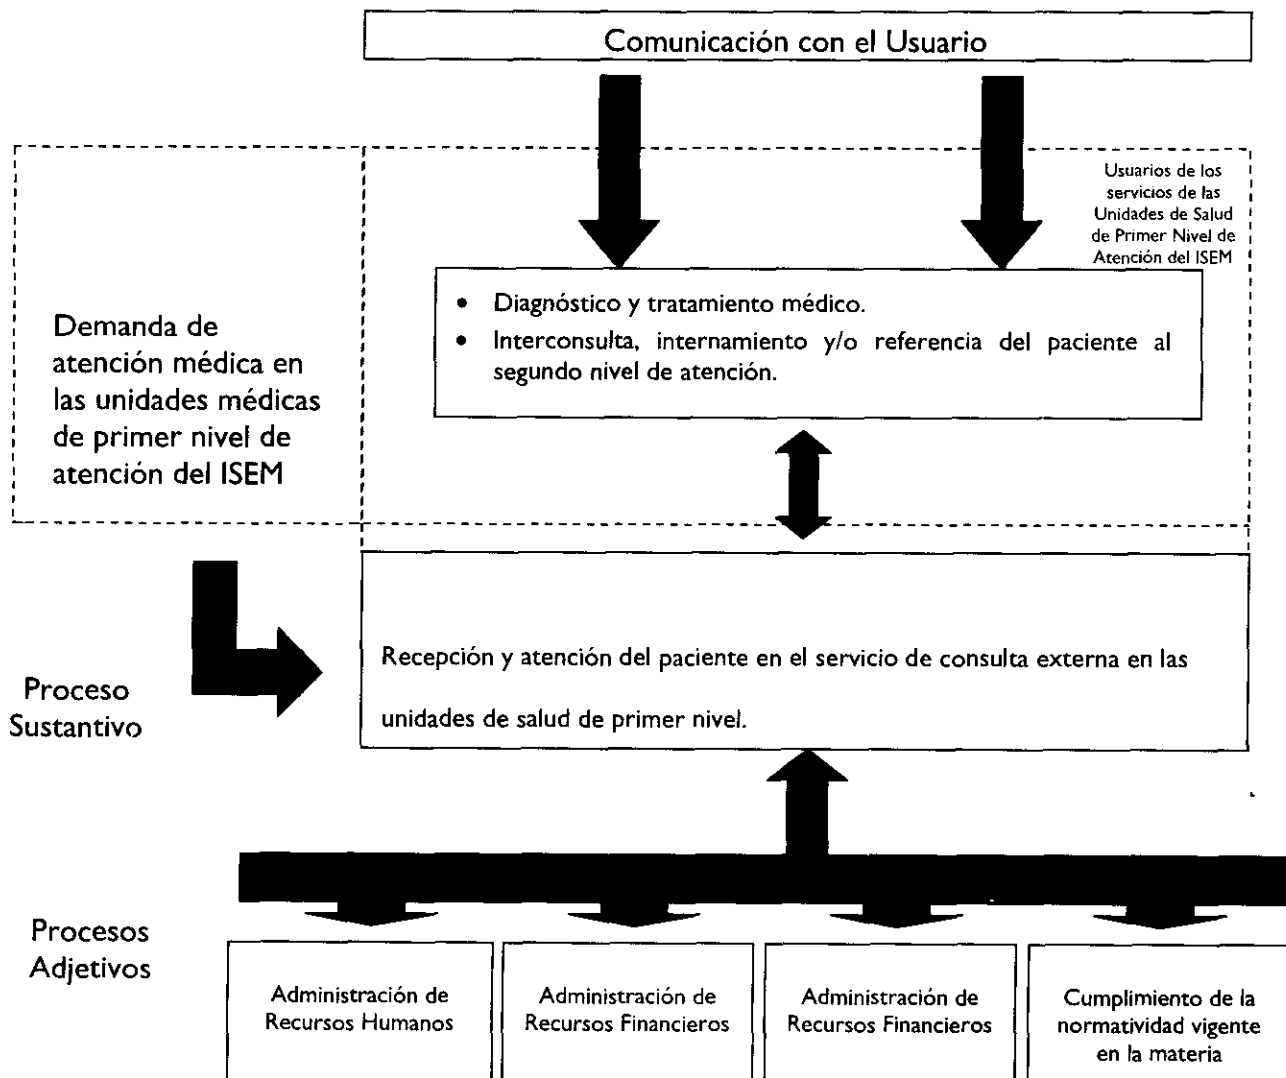 Comunicación con el Usuario
Usuarios de los
servicios de las
Unidades de Salud
de Primer Nivel de
Atención del ISEM
• Diagnóstico y tratamiento médico.
• Interconsulta, internamiento y/o referencia del paciente al
segundo nivel de atención.
Demanda de
atención médica en
las unidades médicas
de primer nivel de
atención del ISEM
Recepción y atención del paciente en el servicio de consulta externa en las
unidades de salud de primer nivel.
Proceso
Sustantivo
Procesos
Adjetivos
Administración de
Recursos Humanos
Administración de
Recursos Financieros
Administración de
Recursos Financieros
Cumplimiento de la
normatividad vigente
en la materia